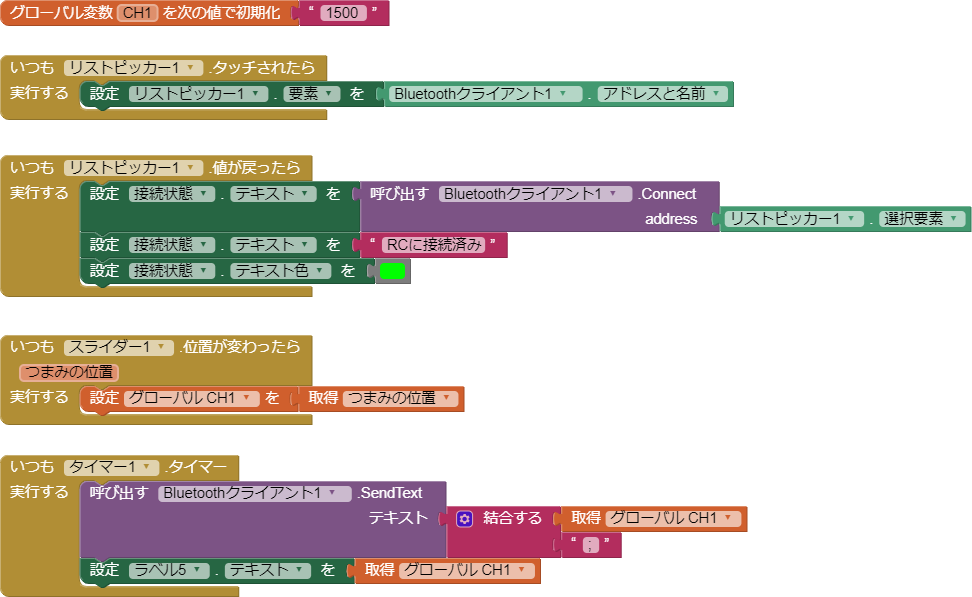 グローバル変数 CH1 を次の値で初期化 “ 1500 ”
いつも リストピッカー1 .タッチされたら
実行する 設定 リストピッカー1 . 要素 を Bluetoothクライアント1 . アドレスと名前
いつも リストピッカー1 .値が戻ったら
実行する 設定 接続状態 . テキスト を 呼び出す Bluetoothクライアント1 .Connect
address リストピッカー1 . 選択要素
設定 接続状態 . テキスト を “ RCに接続済み ”
設定 接続状態 . テキスト色 を
いつも スライダー1 .位置が変わったら
つまみの位置
実行する 設定 グローバル CH1 を 取得 つまみの位置
いつも タイマー1 .タイマー
実行する 呼び出す Bluetoothクライアント1 .SendText
テキスト 結合する 取得 グローバル CH1
“ ; ”
設定 ラベル5 . テキスト を 取得 グローバル CH1